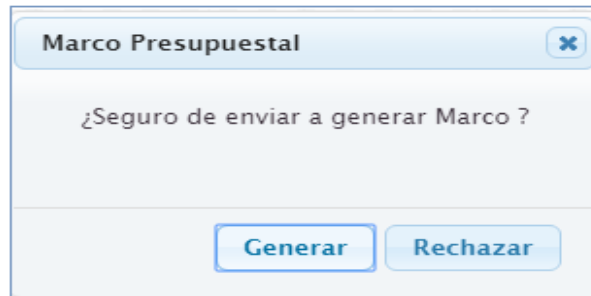 Marco Presupuestal
¿Seguro de enviar a generar Marco ?
Generar Rechazar